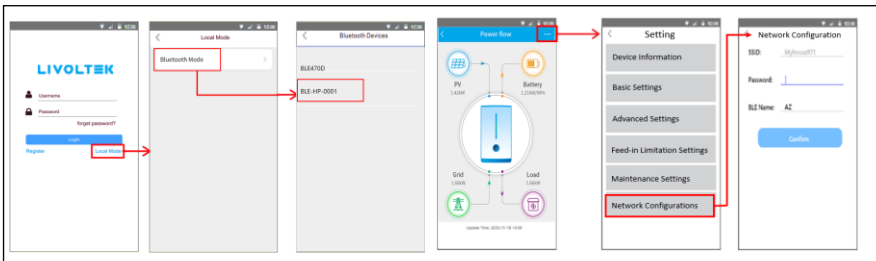 LIVOLTEK
Username
Password
forget password?
Login
Register
Local Mode
Local Mode
Bluetooth Mode
Bluetooth Devices
BLE470D
BLE-HP-0001
Power flow
PV
Battery
Grid
Load
Setting
Device Information
Basic Settings
Advanced Settings
Feed-in Limitation Settings
Maintenance Settings
Network Configurations
Network Configuration
SSID: MyhouseRT1
Password:
BLE Name: AZ
Confirm